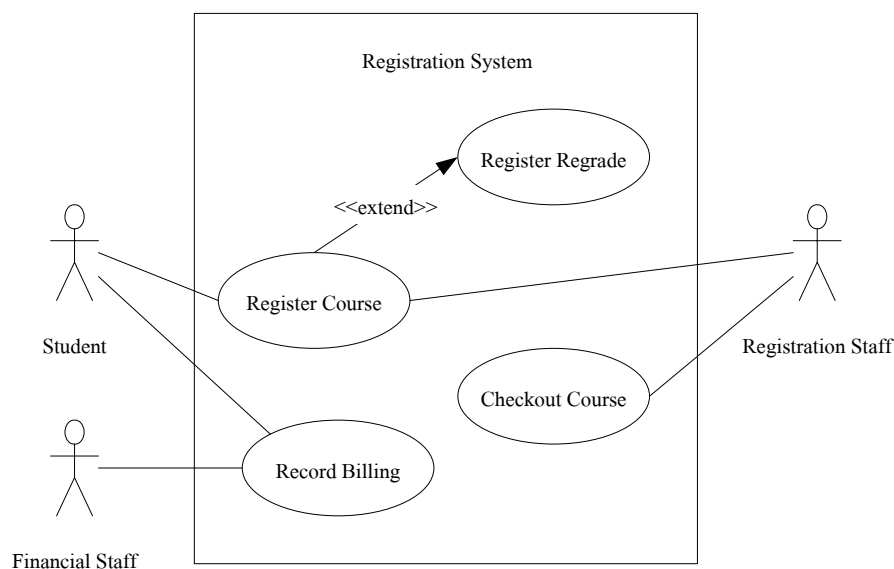 Registration System
Register Regrade
<<extend>>
Register Course
Student
Registration Staff
Checkout Course
Record Billing
Financial Staff